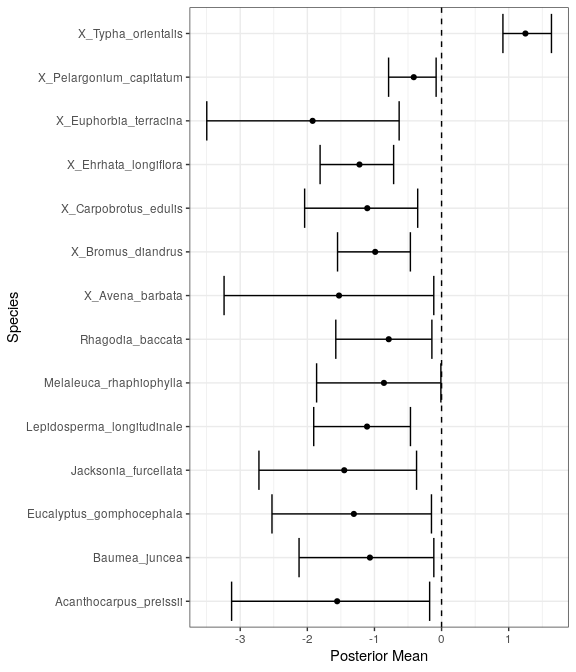 X_Typha_orientalis
X_Pelargonium_capitatum
X_Euphorbia_terracina
X_Ehrhata_longiflora
X_Carpobrotus_edulis
X_Bromus_diandrus
X_Avena_barbata
Rhagodia_baccata
Melaleuca_rhaphiophylla
Lepidosperma_longitudinale
Jacksonia_furcellata
Eucalyptus_gomphocephala
Baumea_juncea
Acanthocarpus_preissii
Species
-3 -2 -1 0 1
Posterior Mean